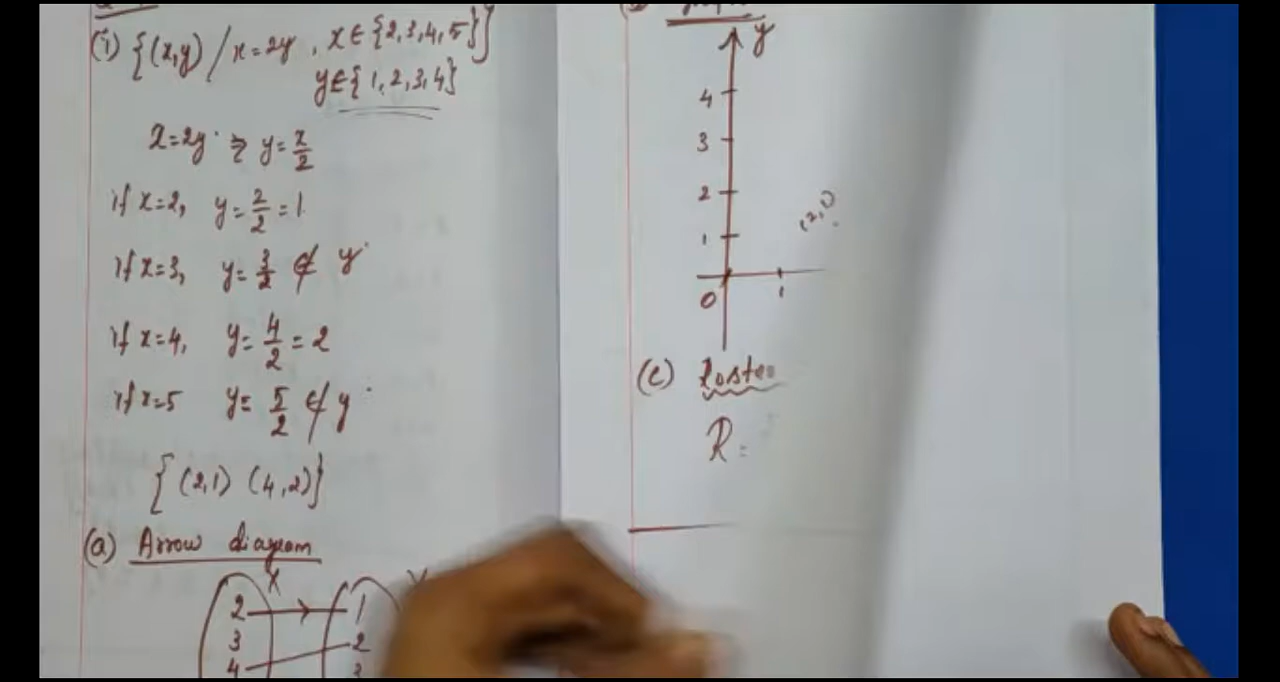 (i) {(x,y) / x=2y, x∈{2,3,4,5}}
y∈{1,2,3,4}
x=2y ⇒ y=x/2
if x=2, y=2/2=1
if x=3, y=3/2 ∉ y
if x=4, y=4/2=2
if x=5 y=5/2 ∉ y
{(2,1) (4,2)}
(a) Arrow diagram
X
2 1
3 2
4 3
y
4
3
2
1
(2,1)
0 1
(c) Roster
R=